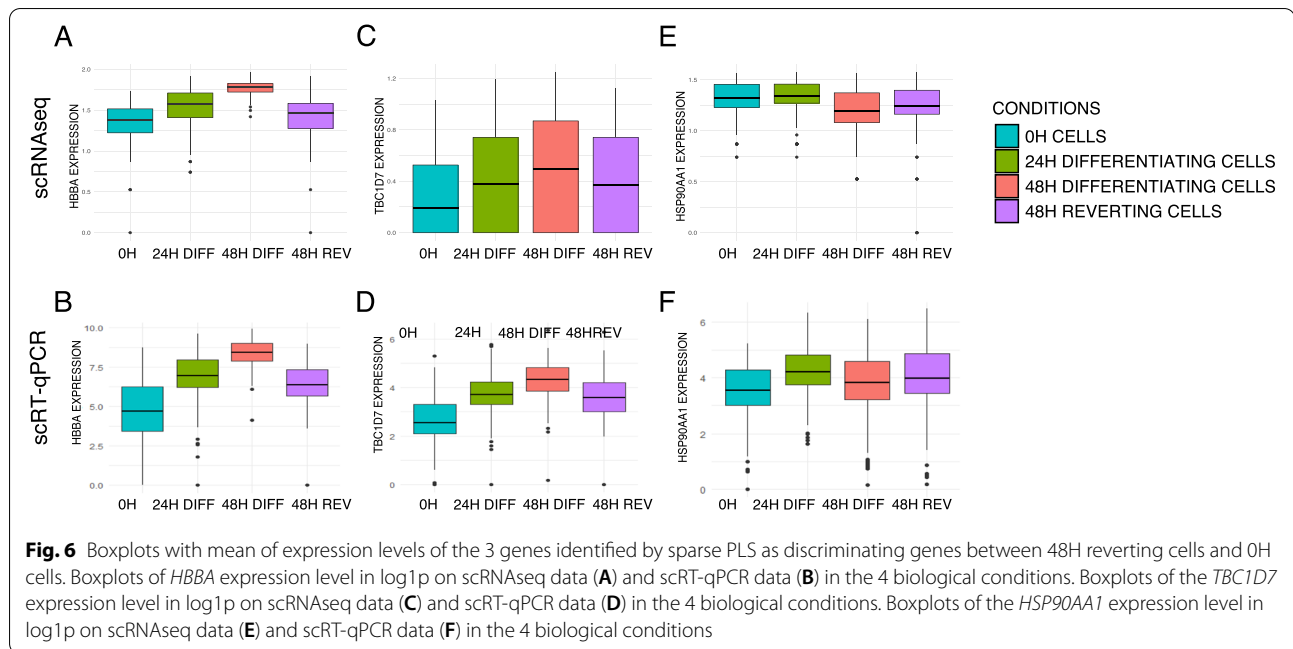 A
C
E
scRNAseq
HBBA EXPRESSION
2.0
1.5
1.0
0.5
0.0
0H 24H DIFF 48H DIFF 48H REV
TBC1D7 EXPRESSION
1.2
0.8
0.4
0.0
0H 24H DIFF 48H DIFF 48H REV
HSP90AA1 EXPRESSION
1.5
1.0
0.5
0.0
0H 24H DIFF 48H DIFF 48H REV
CONDITIONS
0H CELLS
24H DIFFERENTIATING CELLS
48H DIFFERENTIATING CELLS
48H REVERTING CELLS
B
D
F
scRT-qPCR
HBBA EXPRESSION
10.0
7.5
5.0
2.5
0.0
0H 24H DIFF 48H DIFF 48H REV
0H 24H 48H DIFF 48HREV
TBC1D7 EXPRESSION
6
4
2
0
0H 24H DIFF 48H DIFF 48H REV
HSP90AA1 EXPRESSION
6
4
2
0
0H 24H DIFF 48H DIFF 48H REV
Fig. 6 Boxplots with mean of expression levels of the 3 genes identified by sparse PLS as discriminating genes between 48H reverting cells and 0H
cells. Boxplots of HBBA expression level in log1p on scRNAseq data (A) and scRT-qPCR data (B) in the 4 biological conditions. Boxplots of the TBC1D7
expression level in log1p on scRNAseq data (C) and scRT-qPCR data (D) in the 4 biological conditions. Boxplots of the HSP90AA1 expression level in
log1p on scRNAseq data (E) and scRT-qPCR data (F) in the 4 biological conditions